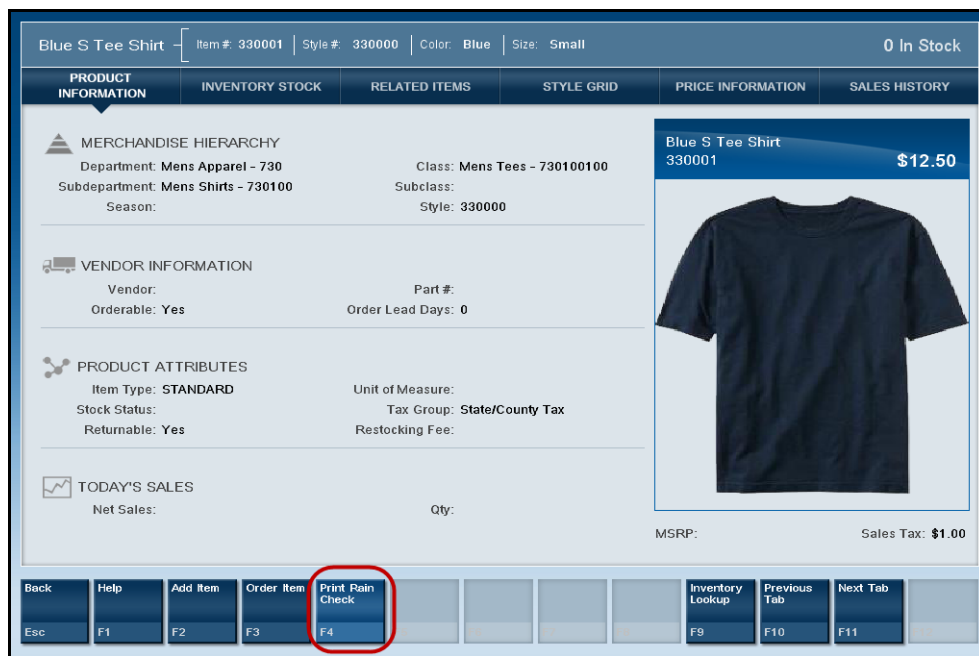 Blue S Tee Shirt Item #: 330001 Style #: 330000 Color: Blue Size: Small 0 In Stock
PRODUCT INFORMATION INVENTORY STOCK RELATED ITEMS STYLE GRID PRICE INFORMATION SALES HISTORY
MERCHANDISE HIERARCHY
Department: Mens Apparel - 730 Class: Mens Tees - 730100100
Subdepartment: Mens Shirts - 730100 Subclass:
Season: Style: 330000
VENDOR INFORMATION
Vendor: Part #:
Orderable: Yes Order Lead Days: 0
PRODUCT ATTRIBUTES
Item Type: STANDARD Unit of Measure:
Stock Status: Tax Group: State/County Tax
Returnable: Yes Restocking Fee:
TODAY'S SALES
Net Sales: Qty:
Blue S Tee Shirt
330001 $12.50
MSRP: Sales Tax: $1.00
Back Help Add Item Order Item Print Rain Check Inventory Lookup Previous Tab Next Tab
Esc F1 F2 F3 F4 F9 F10 F11